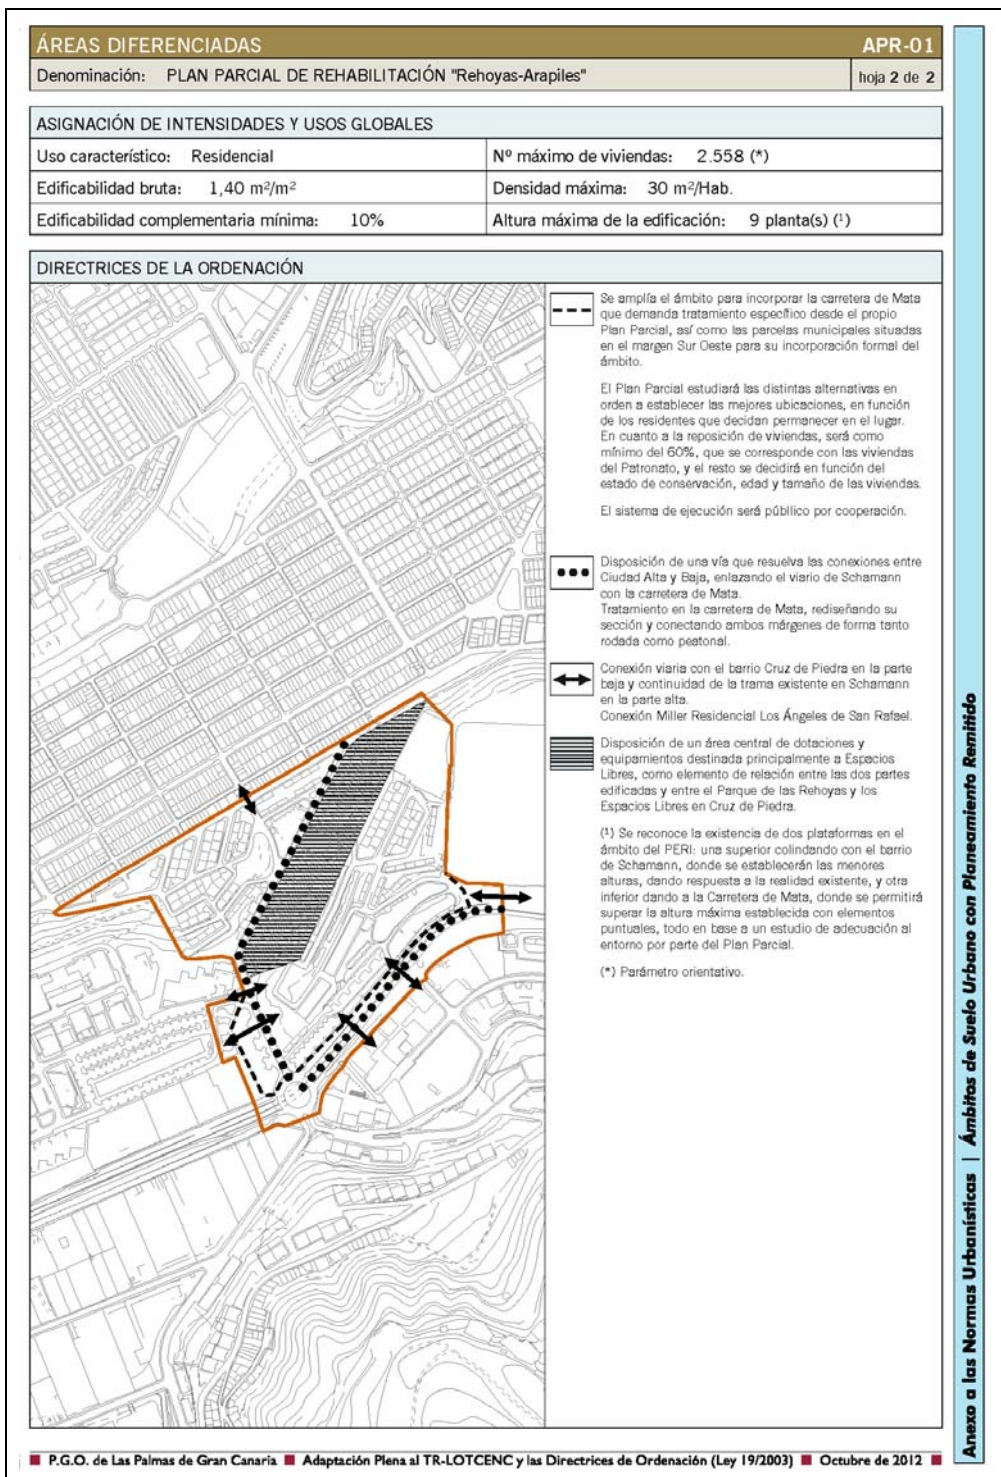 ÁREAS DIFERENCIADAS APR-01
Denominación: PLAN PARCIAL DE REHABILITACIÓN "Rehoyas-Arapiles" hoja 2 de 2
ASIGNACIÓN DE INTENSIDADES Y USOS GLOBALES
Uso característico: Residencial Nº máximo de viviendas: 2.558 (*)
Edificabilidad bruta: 1,40 m²/m² Densidad máxima: 30 m²/Hab.
Edificabilidad complementaria mínima: 10% Altura máxima de la edificación: 9 planta(s) (¹)
DIRECTRICES DE LA ORDENACIÓN
Se amplía el ámbito para incorporar la carretera de Mata
que demanda tratamiento específico desde el propio
Plan Parcial, así como las parcelas municipales situadas
en el margen Sur Oeste para su incorporación formal del
ámbito.
El Plan Parcial estudiará las distintas alternativas en
orden a establecer las mejores ubicaciones, en función
de los residentes que decidan permanecer en el lugar.
En cuanto a la reposición de viviendas, será como
mínimo del 60%, que se corresponde con las viviendas
del Patronato, y el resto se decidirá en función del
estado de conservación, edad y tamaño de las viviendas.
El sistema de ejecución será públlico por cooperación.
Disposición de una vía que resuelva las conexiones entre
Ciudad Alta y Baja, enlazando el viario de Schamann
con la carretera de Mata.
Tratamiento en la carretera de Mata, rediseñando su
sección y conectando ambos márgenes de forma tanto
rodada como peatonal.
Conexión viaria con el barrio Cruz de Piedra en la parte
baja y continuidad de la trama existente en Schamann
en la parte alta.
Conexión Miller Residencial Los Ángeles de San Rafael.
Disposición de un área central de dotaciones y
equipamientos destinada principalmente a Espacios
Libres, como elemento de relación entre las dos partes
edificadas y entre el Parque de las Rehoyas y los
Espacios Libres en Cruz de Piedra.
(¹) Se reconoce la existencia de dos plataformas en el
ámbito del PERI: una superior colindando con el barrio
de Schamann, donde se establecerán las menores
alturas, dando respuesta a la realidad existente, y otra
inferior dando a la Carretera de Mata, donde se permitirá
superar la altura máxima establecida con elementos
puntuales, todo en base a un estudio de adecuación al
entorno por parte del Plan Parcial.
(*) Parámetro orientativo.
Anexo a las Normas Urbanísticas | Ámbitos de Suelo Urbano con Planeamiento Remitido
P.G.O. de Las Palmas de Gran Canaria ■ Adaptación Plena al TR-LOTCENC y las Directrices de Ordenación (Ley 19/2003) ■ Octubre de 2012